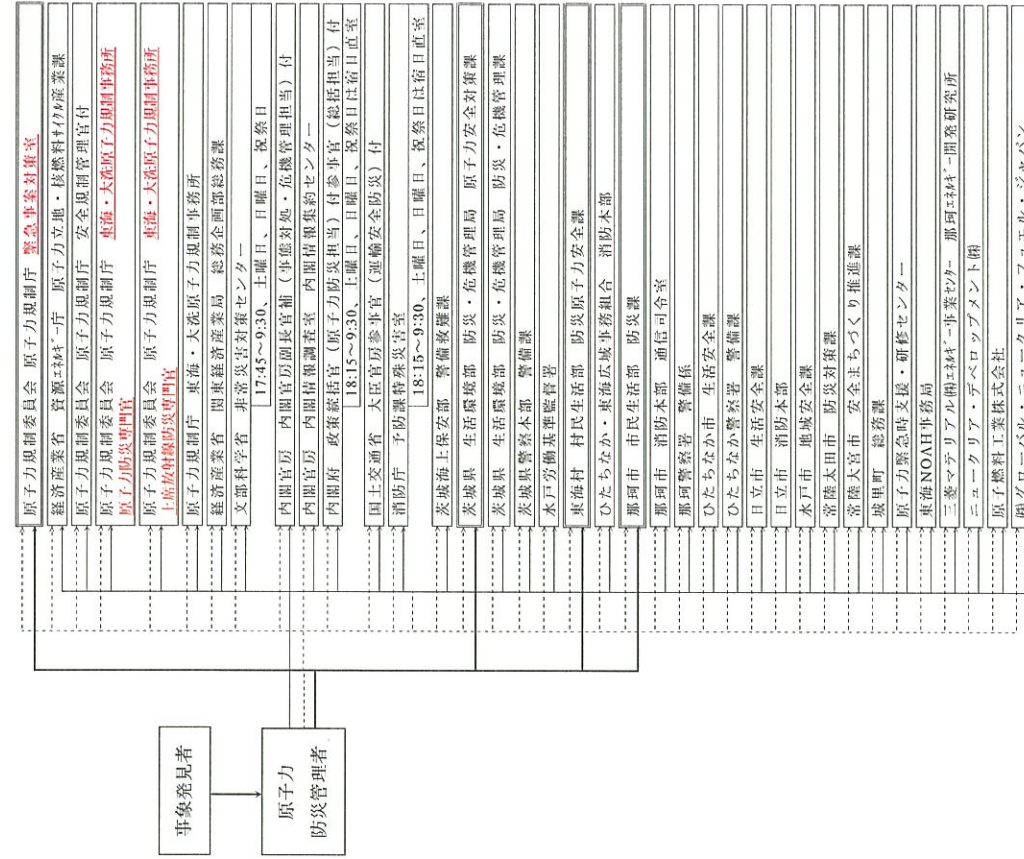 事象発見者
原子力
防災管理者
原子力規制委員会 原子力規制庁 緊急事案対策室
経済産業省 資源エネルギー庁 原子力立地・核燃料サイクル産業課
原子力規制委員会 原子力規制庁 安全規制管理官付
原子力規制委員会 原子力規制庁 東海・大洗原子力規制事務所
原子力防災専門官
原子力規制委員会 原子力規制庁 東海・大洗原子力規制事務所
上席放射線防災専門官
原子力規制庁 東海・大洗原子力規制事務所
経済産業省 関東経済産業局 総務企画部総務課
文部科学省 非常災害対策センター
17:45～9:30、土曜日、日曜日、祝祭日
内閣官房 内閣官房副長官補(事態対処・危機管理担当)付
内閣官房 内閣情報調査室 内閣情報集約センター
内閣府 政策統括官(原子力防災担当)付参事官(総括担当)付
18:15～9:30、土曜日、日曜日、祝祭日は宿日直室
国土交通省 大臣官房参事官(運輸安全防災)付
消防庁 予防課特殊災害室
18:15～9:30、土曜日、日曜日、祝祭日は宿日直室
茨城海上保安部 警備救難課
茨城県 生活環境部 防災・危機管理局 原子力安全対策課
茨城県 生活環境部 防災・危機管理局 防災・危機管理課
茨城県警察本部 警備課
水戸労働基準監督署
東海村 村民生活部 防災原子力安全課
ひたちなか・東海広域事務組合 消防本部
那珂市 市民生活部 防災課
那珂市 消防本部 通信司令室
那珂警察署 警備係
ひたちなか市 生活安全課
ひたちなか警察署 警備課
日立市 生活安全課
日立市 消防本部
水戸市 地域安全課
常陸太田市 防災対策課
常陸大宮市 安全まちづくり推進課
城里町 総務課
原子力緊急時支援・研修センター
東海NOAH事務局
三菱マテリアル㈱エネルギー事業センター 那珂エネルギー開発研究所
ニュークリア・デベロップメント㈱
原子燃料工業株式会社
㈱グローバル・ニュークリア・フュエル・ジャパン